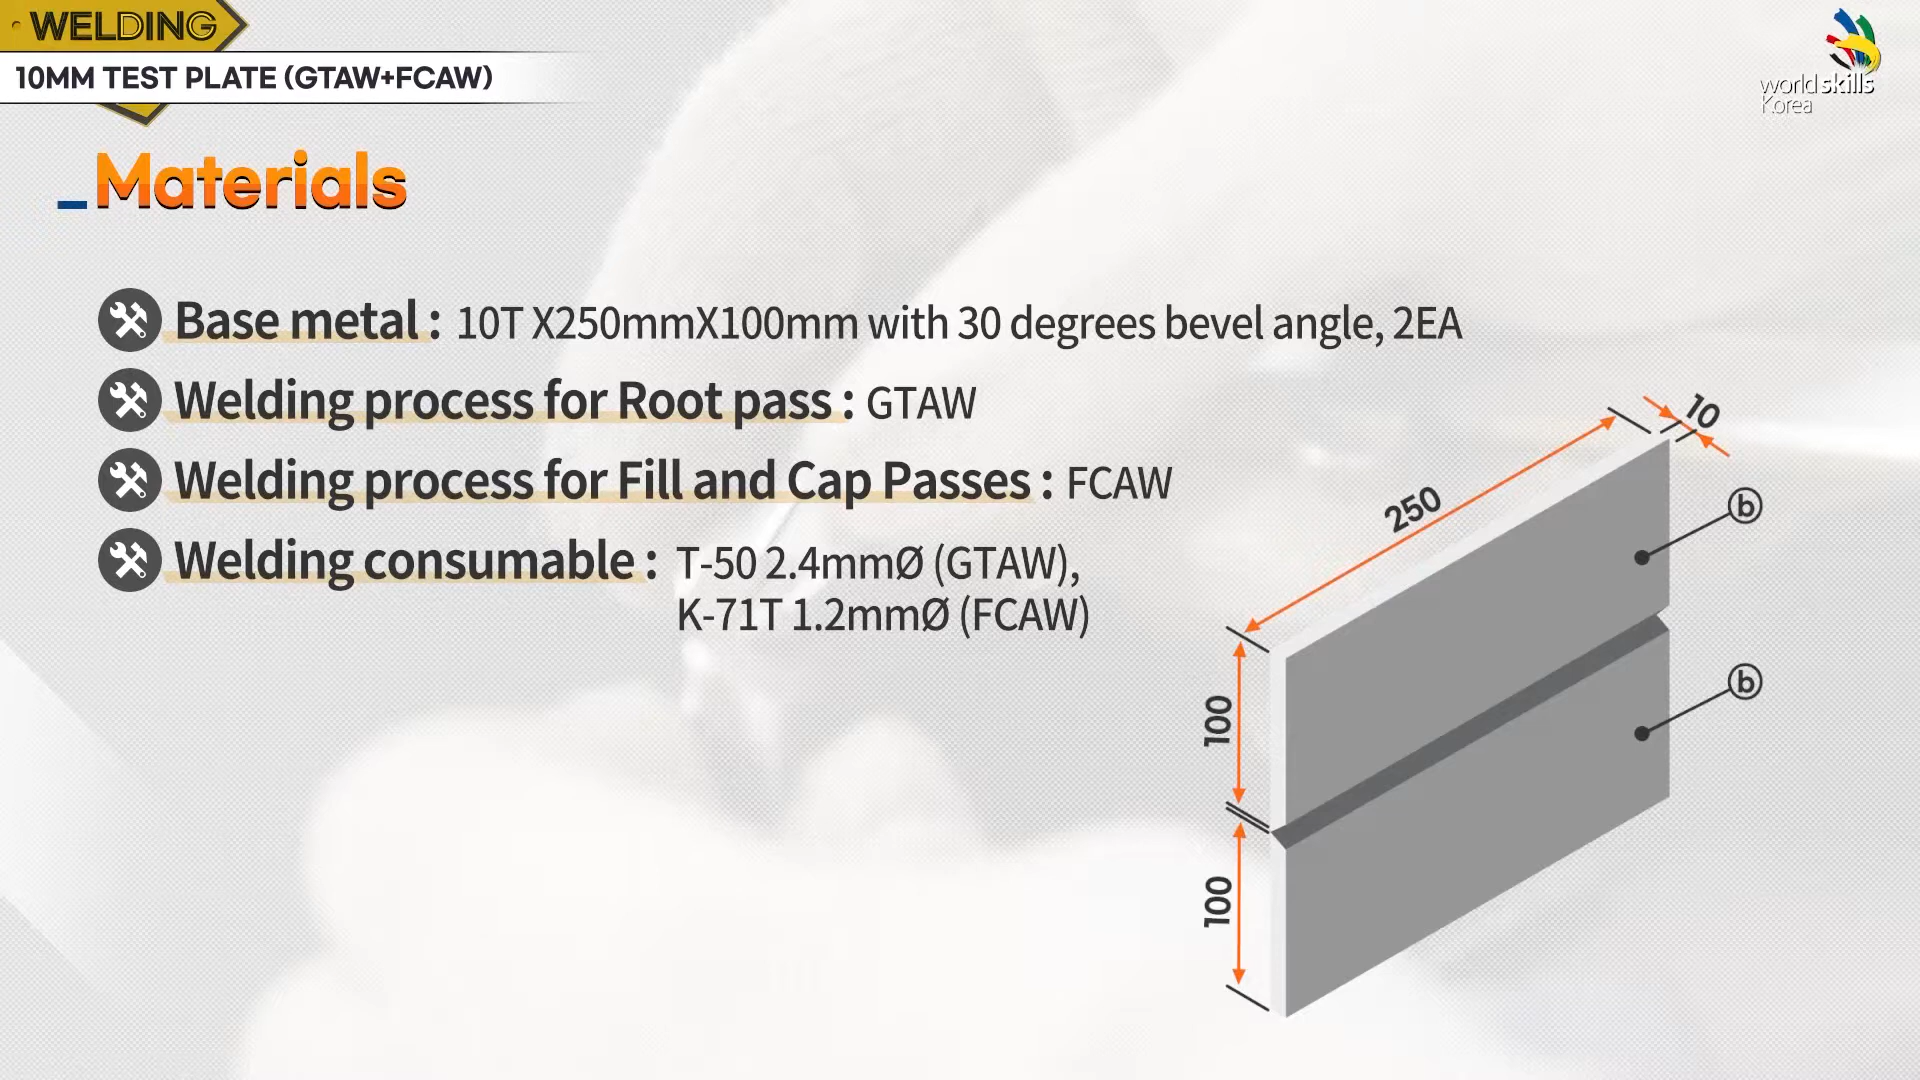 WELDING
10MM TEST PLATE (GTAW+FCAW)
world skills
Korea
Materials
Base metal : 10T X250mmX100mm with 30 degrees bevel angle, 2EA
Welding process for Root pass : GTAW
Welding process for Fill and Cap Passes : FCAW
Welding consumable : T-50 2.4mmØ (GTAW),
K-71T 1.2mmØ (FCAW)
10
250
ⓑ
ⓑ
100
100